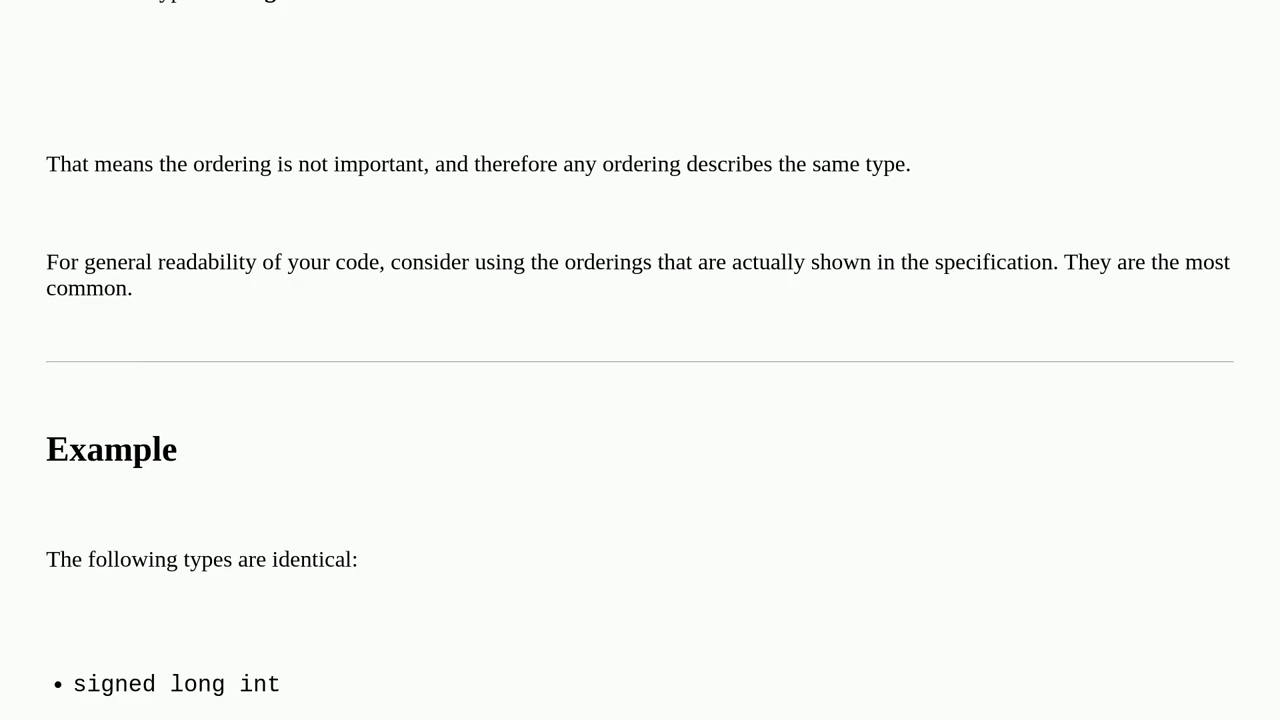 That means the ordering is not important, and therefore any ordering describes the same type.
For general readability of your code, consider using the orderings that are actually shown in the specification. They are the most
common.
Example
The following types are identical:
• signed long int